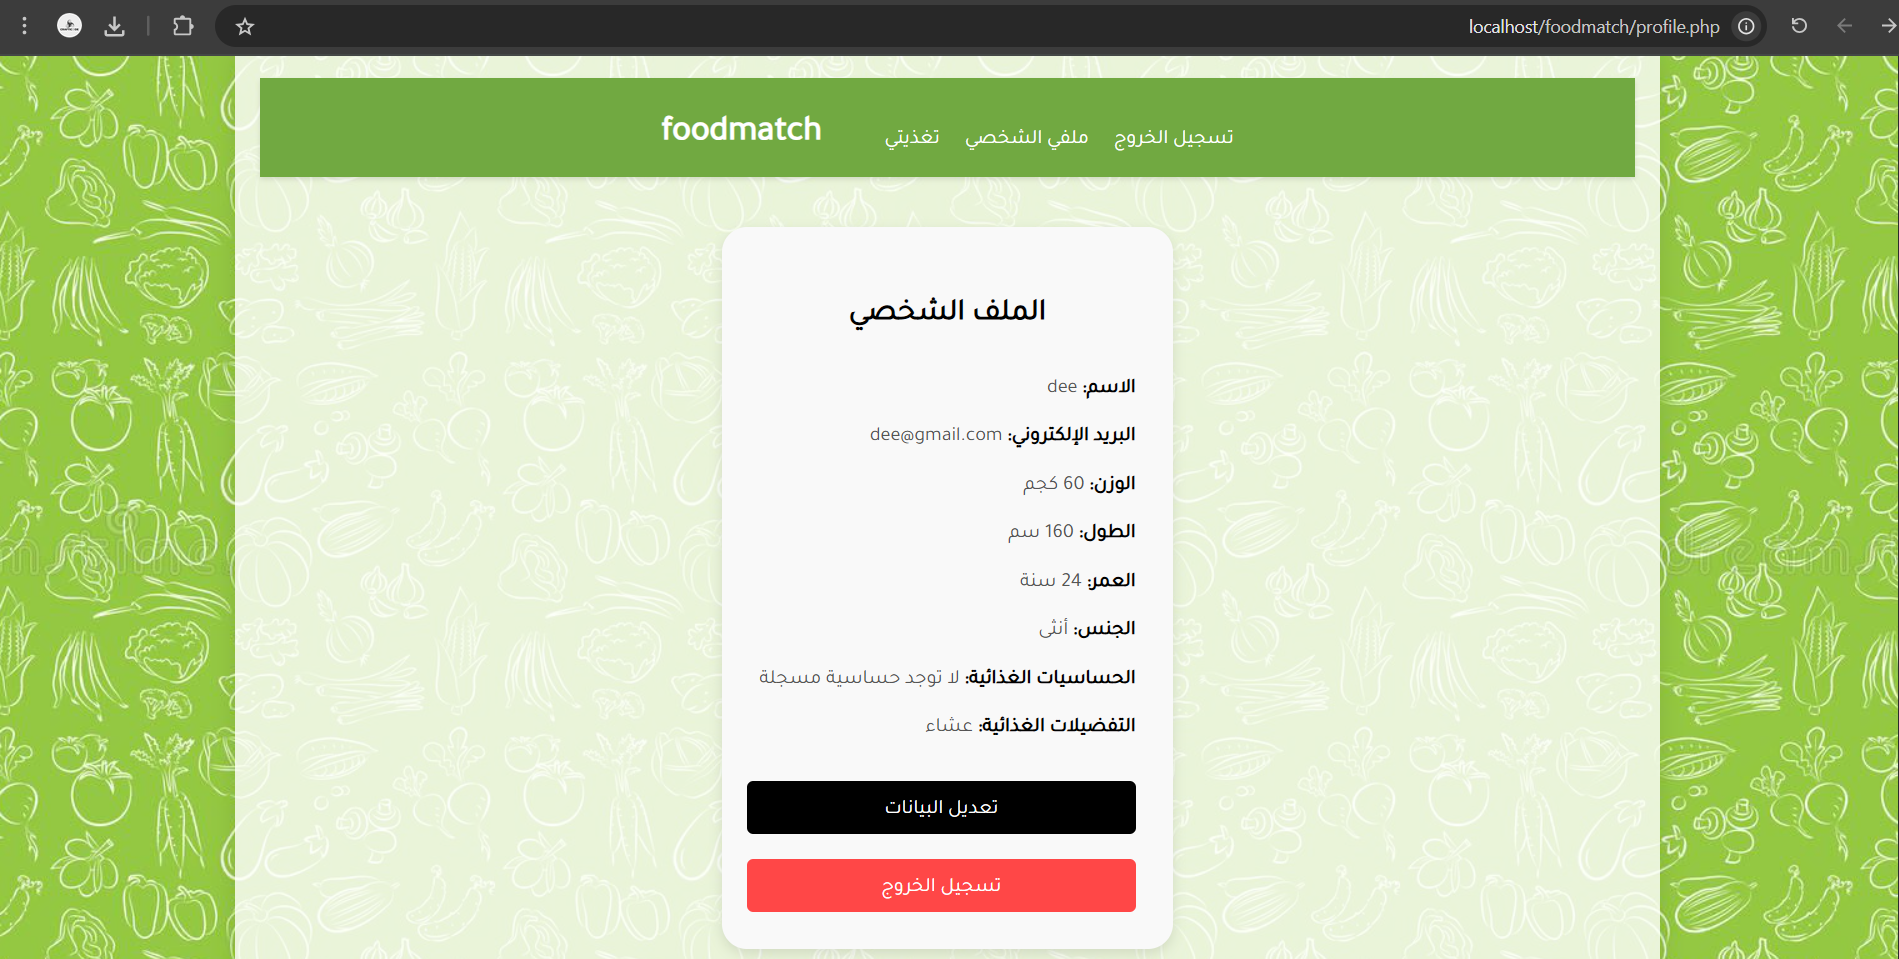 localhost/foodmatch/profile.php
foodmatch
تسجيل الخروج ملفي الشخصي تغذيتي
الملف الشخصي
الاسم: dee
البريد الإلكتروني: dee@gmail.com
الوزن: 60 كجم
الطول: 160 سم
العمر: 24 سنة
الجنس: أنثى
الحساسيات الغذائية: لا توجد حساسية مسجلة
التفضيلات الغذائية: عشاء
تعديل البيانات
تسجيل الخروج